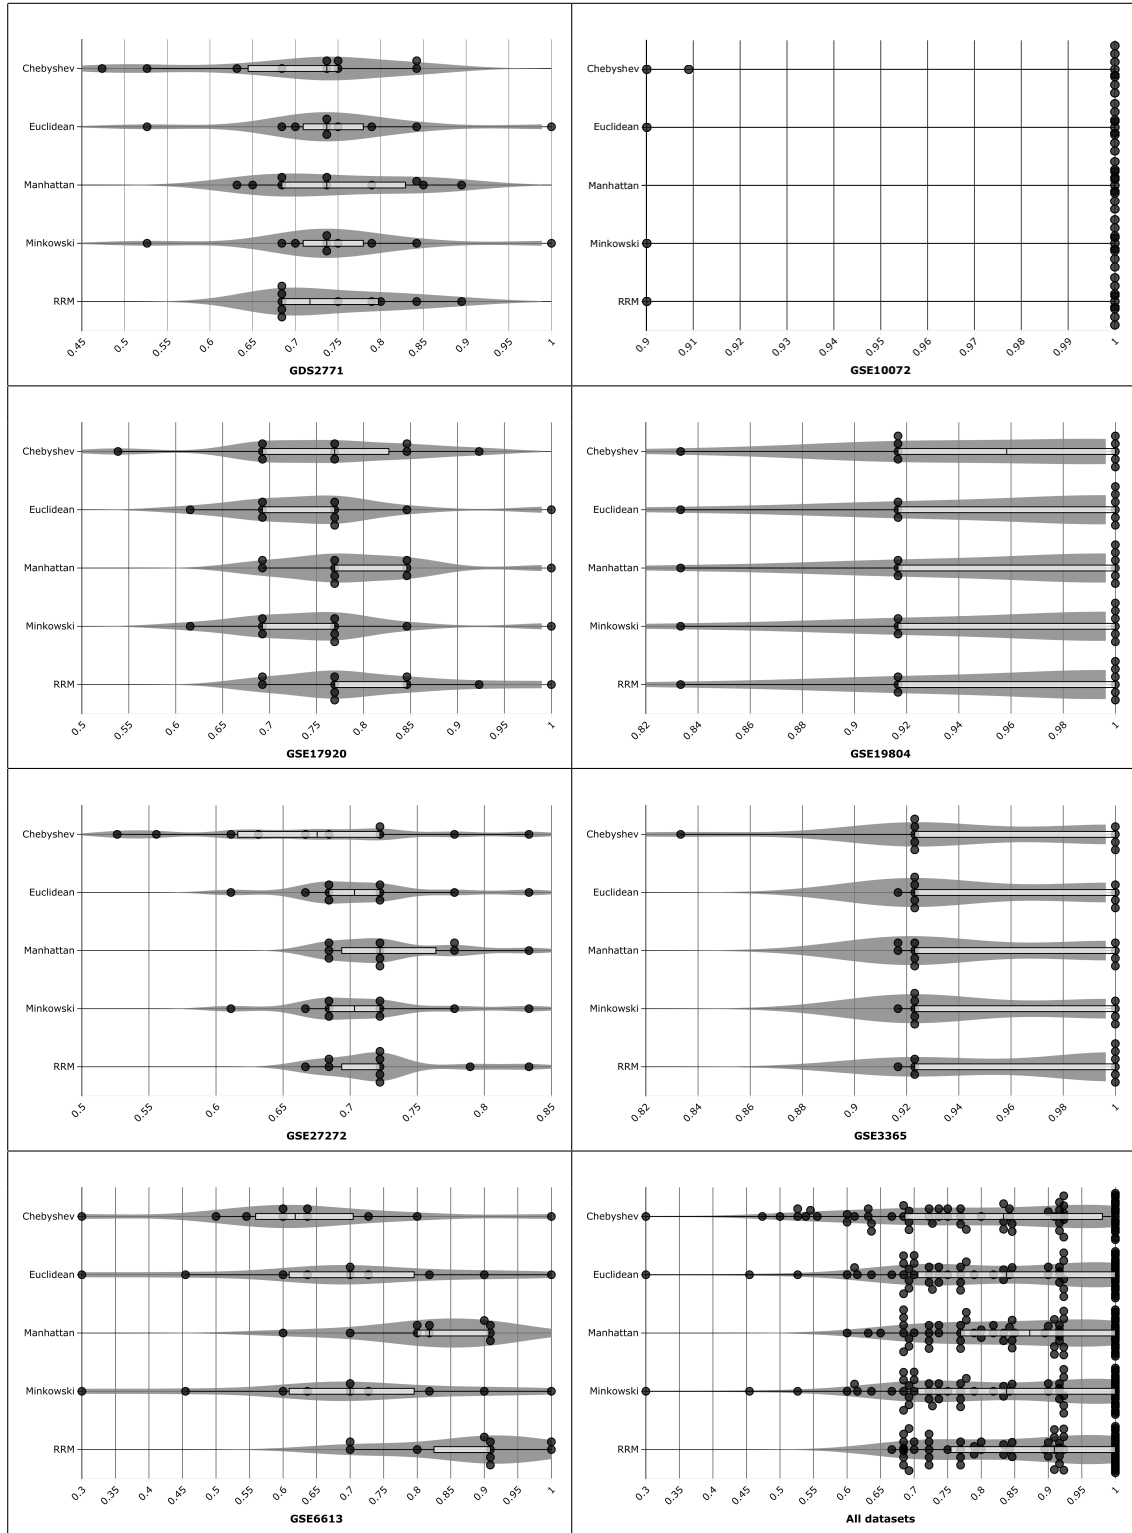 Chebyshev
Euclidean
Manhattan
Minkowski
RRM
0.45 0.5 0.55 0.6 0.65 0.7 0.75 0.8 0.85 0.9 0.95 1
GDS2771
Chebyshev
Euclidean
Manhattan
Minkowski
RRM
0.9 0.91 0.92 0.93 0.94 0.95 0.96 0.97 0.98 0.99 1
GSE10072
Chebyshev
Euclidean
Manhattan
Minkowski
RRM
0.5 0.55 0.6 0.65 0.7 0.75 0.8 0.85 0.9 0.95 1
GSE17920
Chebyshev
Euclidean
Manhattan
Minkowski
RRM
0.82 0.84 0.86 0.88 0.9 0.92 0.94 0.96 0.98 1
GSE19804
Chebyshev
Euclidean
Manhattan
Minkowski
RRM
0.5 0.55 0.6 0.65 0.7 0.75 0.8 0.85
GSE27272
Chebyshev
Euclidean
Manhattan
Minkowski
RRM
0.82 0.84 0.86 0.88 0.9 0.92 0.94 0.96 0.98 1
GSE3365
Chebyshev
Euclidean
Manhattan
Minkowski
RRM
0.3 0.35 0.4 0.45 0.5 0.55 0.6 0.65 0.7 0.75 0.8 0.85 0.9 0.95 1
GSE6613
Chebyshev
Euclidean
Manhattan
Minkowski
RRM
0.3 0.35 0.4 0.45 0.5 0.55 0.6 0.65 0.7 0.75 0.8 0.85 0.9 0.95 1
All datasets